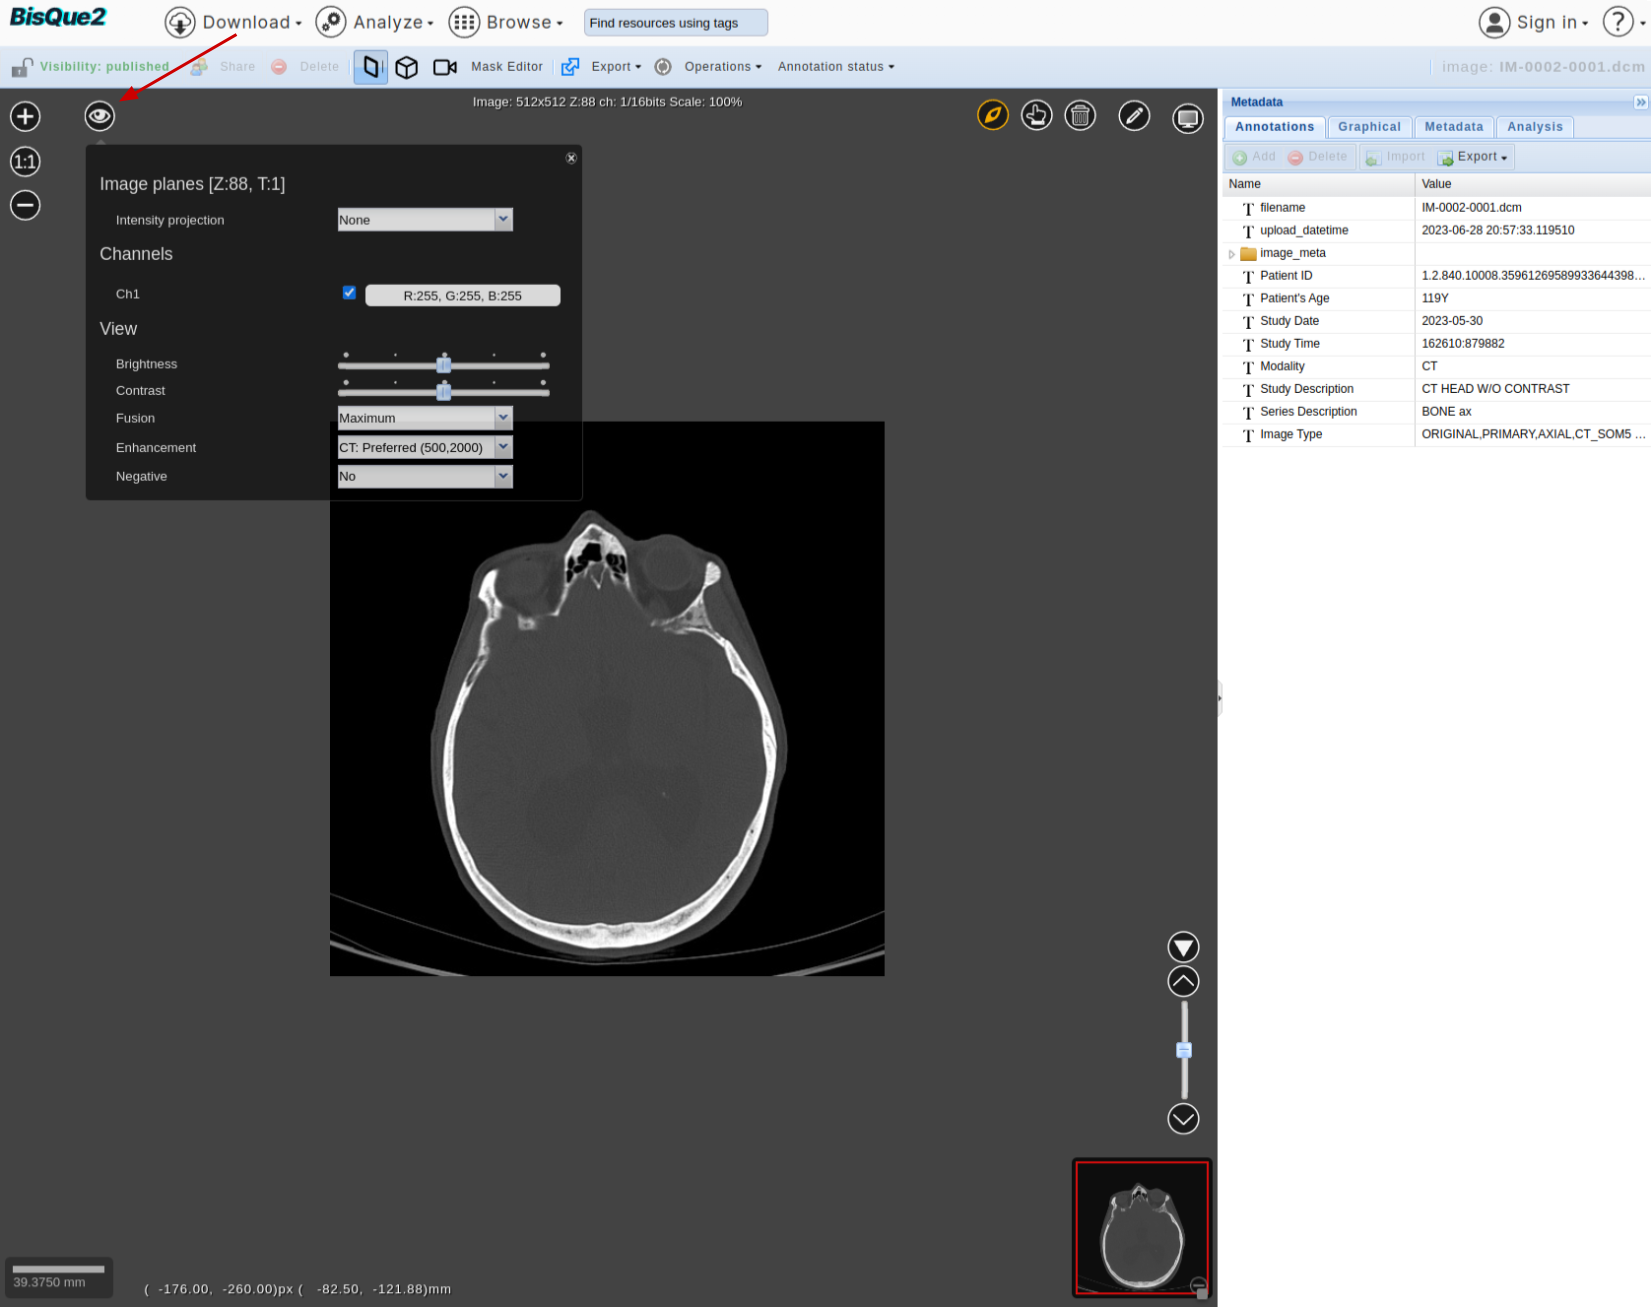 BisQue2 Download Analyze Browse Find resources using tags Sign in ?
Visibility: published Share Delete Mask Editor Export Operations Annotation status image: IM-0002-0001.dcm
Image: 512x512 Z:88 ch: 1/16bits Scale: 100%
1:1
Image planes [Z:88, T:1]
Intensity projection None
Channels
Ch1 R:255, G:255, B:255
View
Brightness
Contrast
Fusion Maximum
Enhancement CT: Preferred (500,2000)
Negative No
39.3750 mm
( -176.00, -260.00)px ( -82.50, -121.88)mm
Metadata
Annotations Graphical Metadata Analysis
Add Delete Import Export
Name Value
filename IM-0002-0001.dcm
upload_datetime 2023-06-28 20:57:33.119510
image_meta
Patient ID 1.2.840.10008.35961269589933644398...
Patient's Age 119Y
Study Date 2023-05-30
Study Time 162610:879882
Modality CT
Study Description CT HEAD W/O CONTRAST
Series Description BONE ax
Image Type ORIGINAL,PRIMARY,AXIAL,CT_SOM5 ...